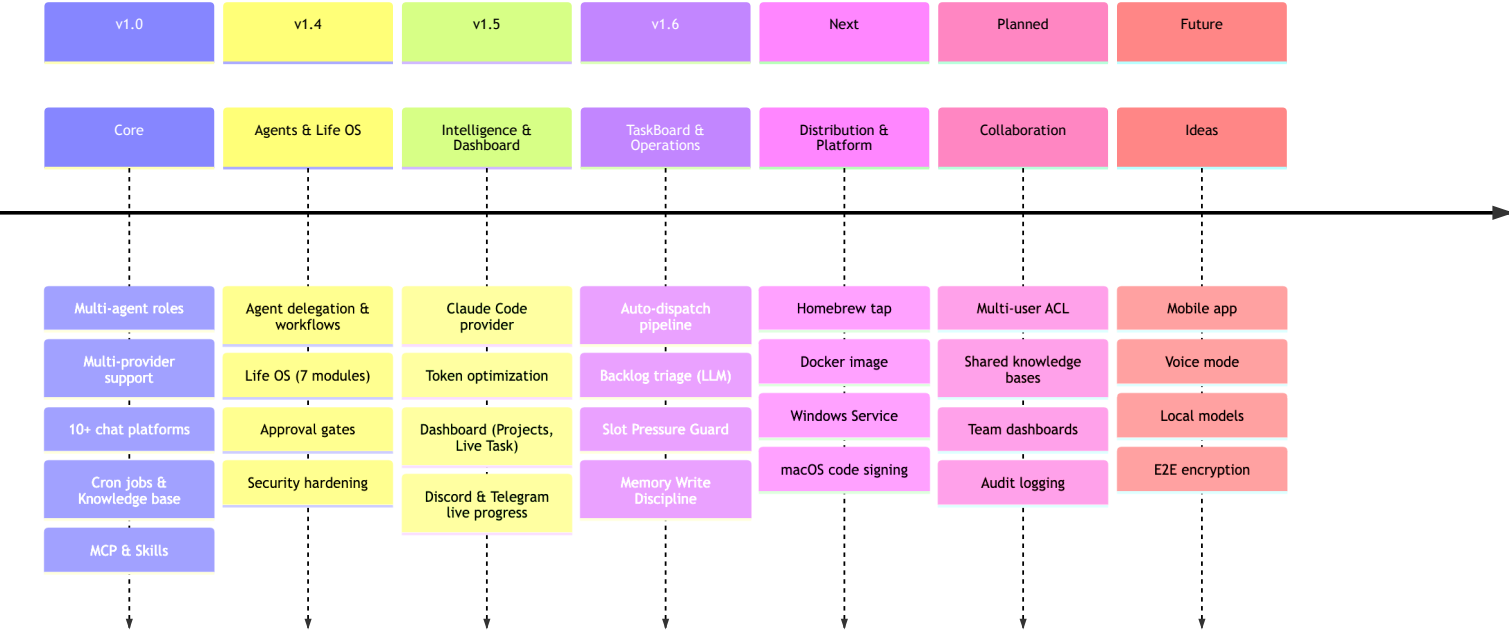 v1.0
v1.4
v1.5
v1.6
Next
Planned
Future
Core
Agents & Life OS
Intelligence &
Dashboard
TaskBoard &
Operations
Distribution &
Platform
Collaboration
Ideas
Multi-agent roles
Multi-provider
support
10+ chat platforms
Cron jobs &
Knowledge base
MCP & Skills
Agent delegation &
workflows
Life OS (7 modules)
Approval gates
Security hardening
Claude Code
provider
Token optimization
Dashboard (Projects,
Live Task)
Discord & Telegram
live progress
Auto-dispatch
pipeline
Backlog triage (LLM)
Slot Pressure Guard
Memory Write
Discipline
Homebrew tap
Docker image
Windows Service
macOS code signing
Multi-user ACL
Shared knowledge
bases
Team dashboards
Audit logging
Mobile app
Voice mode
Local models
E2E encryption